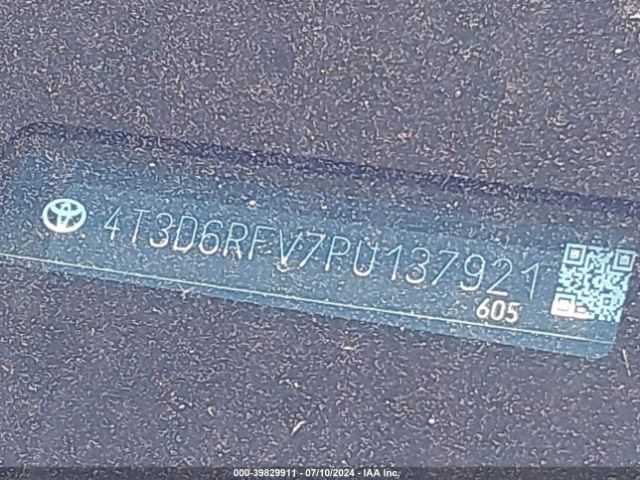 4T3D6RFV7PU137921
605
000-39829911 - 07/10/2024 - IAA Inc.